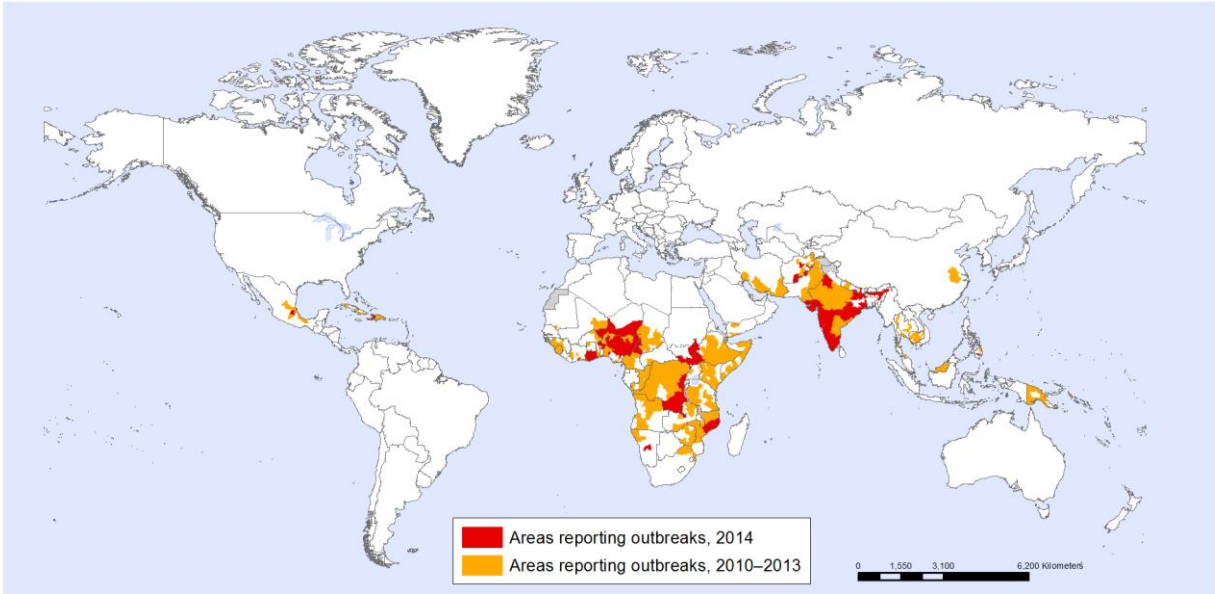 Areas reporting outbreaks, 2014
Areas reporting outbreaks, 2010–2013
0 1,550 3,100 6,200 Kilometers